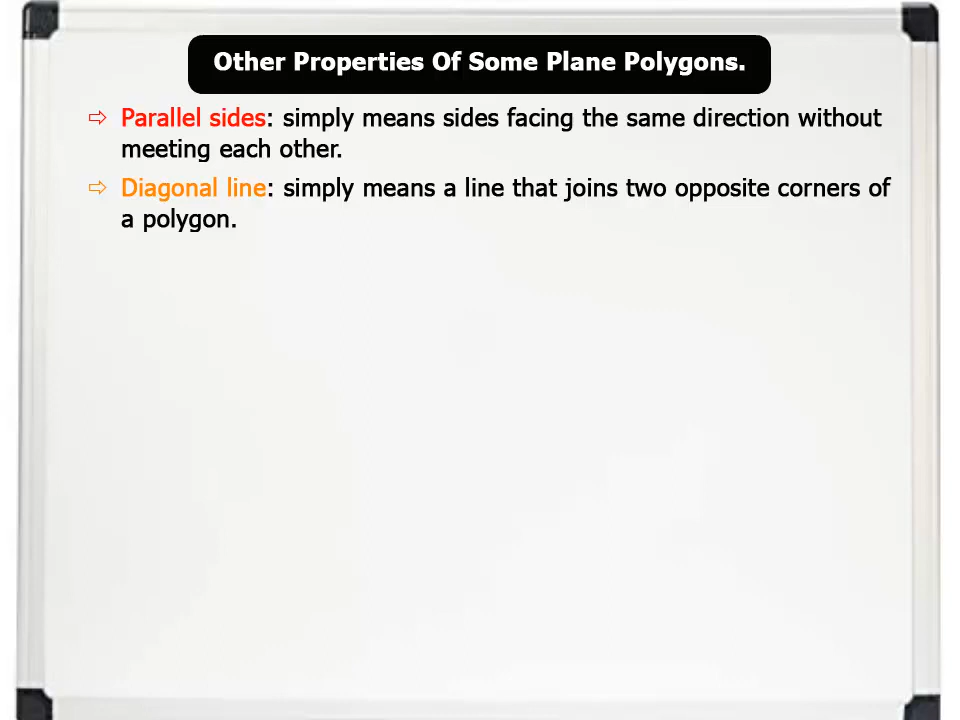 Other Properties Of Some Plane Polygons.
⇨ Parallel sides: simply means sides facing the same direction without
meeting each other.
⇨ Diagonal line: simply means a line that joins two opposite corners of
a polygon.